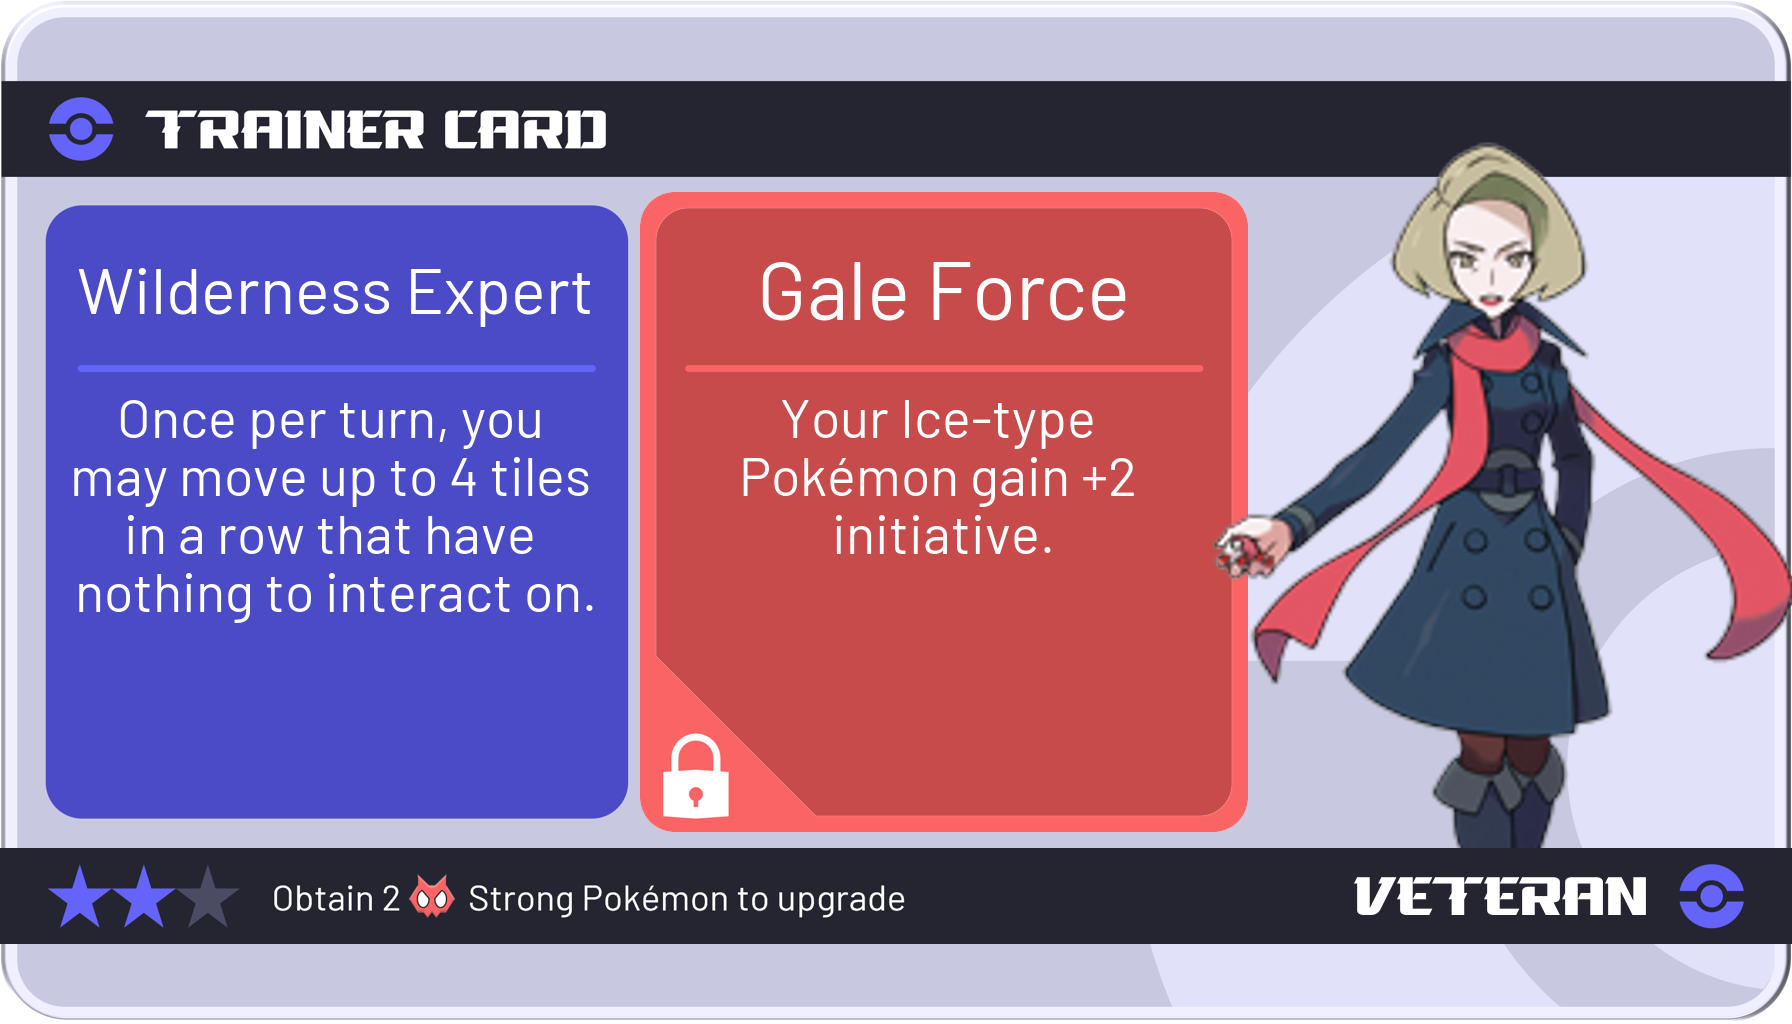 TRAINER CARD
Wilderness Expert
Once per turn, you
may move up to 4 tiles
in a row that have
nothing to interact on.
Gale Force
Your Ice-type
Pokémon gain +2
initiative.
Obtain 2 Strong Pokémon to upgrade
VETERAN